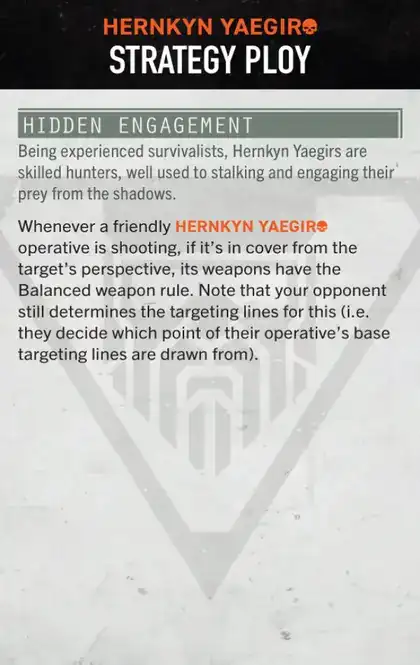 HERNKYN YAEGIR
STRATEGY PLOY
HIDDEN ENGAGEMENT
Being experienced survivalists, Hernkyn Yaegirs are
skilled hunters, well used to stalking and engaging their
prey from the shadows.
Whenever a friendly HERNKYN YAEGIR
operative is shooting, if it's in cover from the
target's perspective, its weapons have the
Balanced weapon rule. Note that your opponent
still determines the targeting lines for this (i.e.
they decide which point of their operative's base
targeting lines are drawn from).